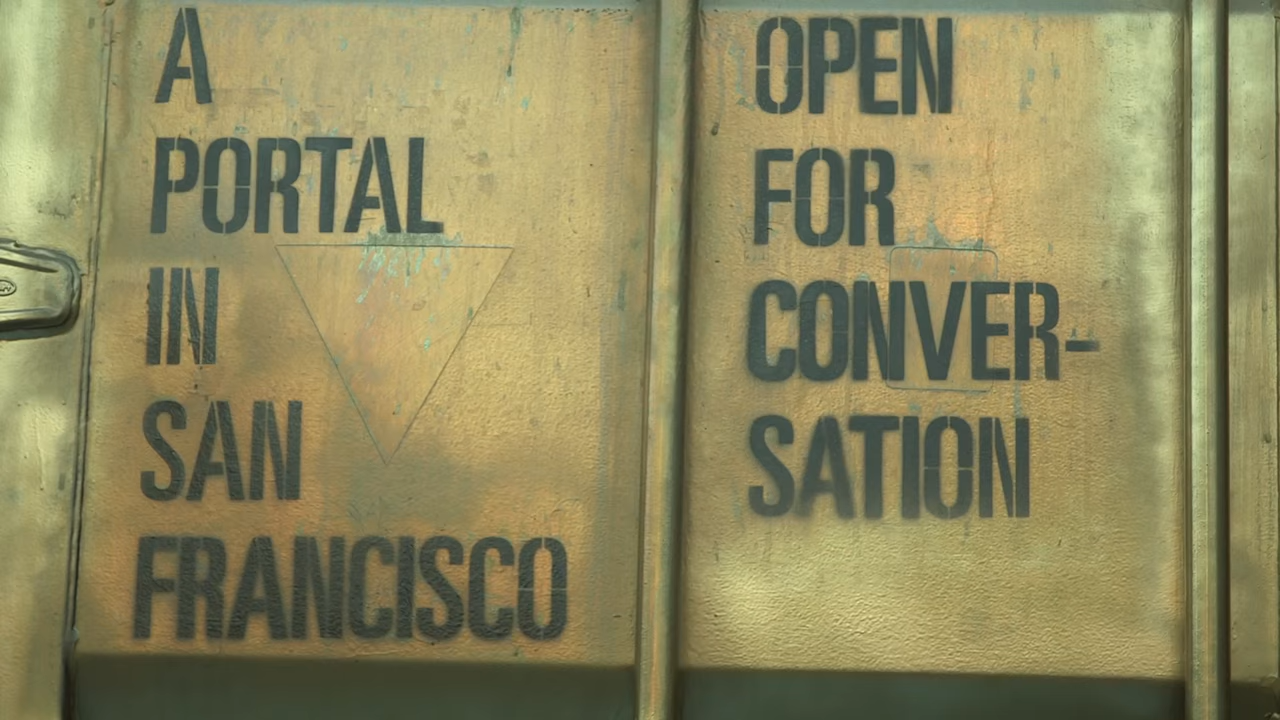 A
PORTAL
IN
SAN
FRANCISCO
OPEN
FOR
CONVER-
SATION